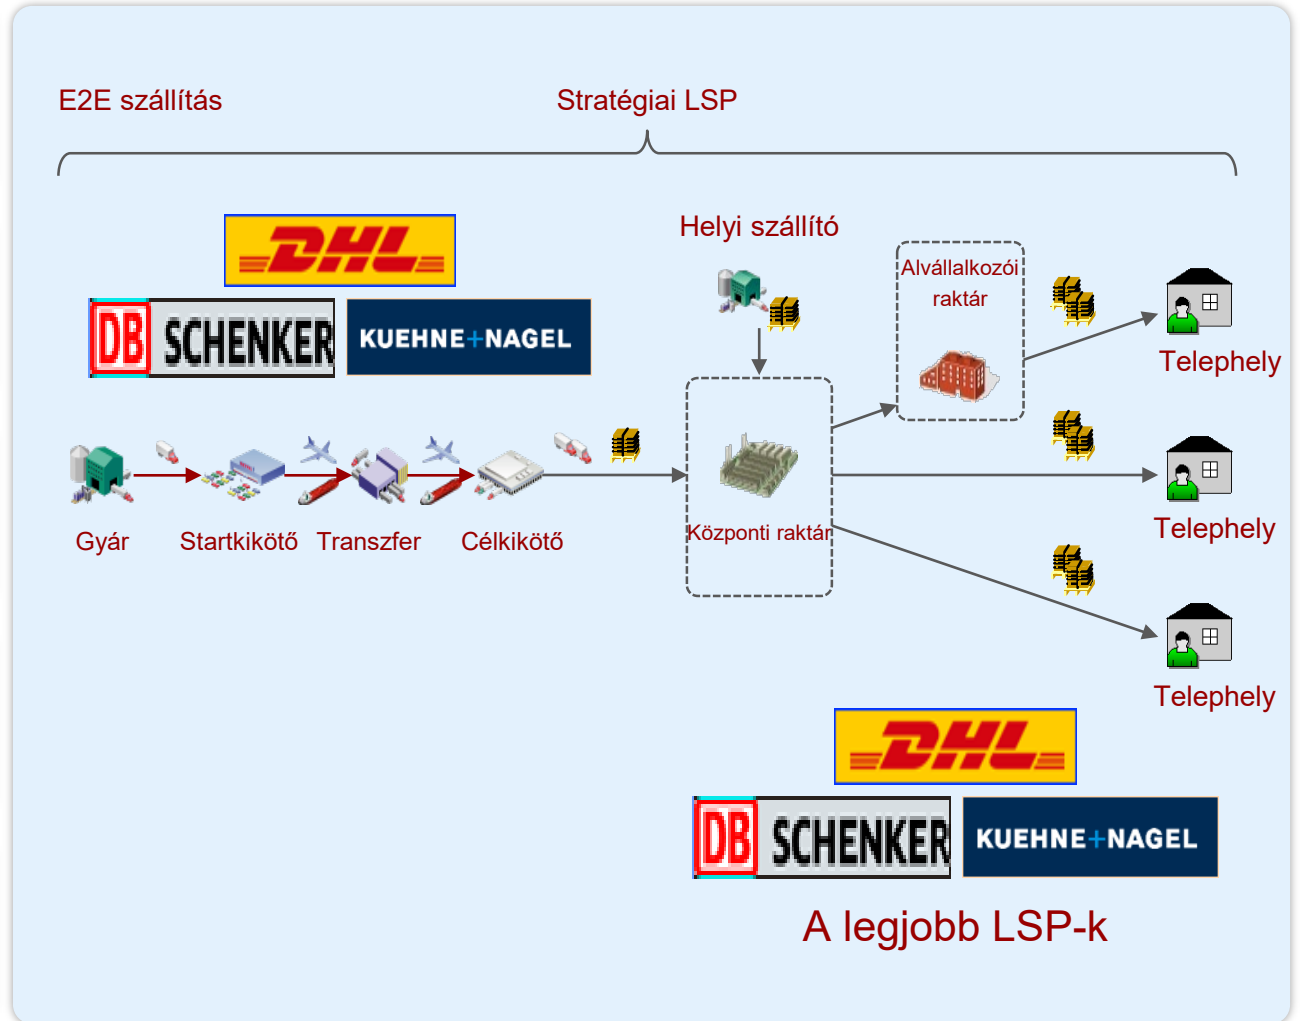 E2E szállítás
Stratégiai LSP
DHL
DB SCHENKER
KUEHNE+NAGEL
Helyi szállító
Alvállalkozói
raktár
Telephely
Gyár
Startkikötő
Transzfer
Célkikötő
Központi raktár
Telephely
Telephely
DHL
DB SCHENKER
KUEHNE+NAGEL
A legjobb LSP-k